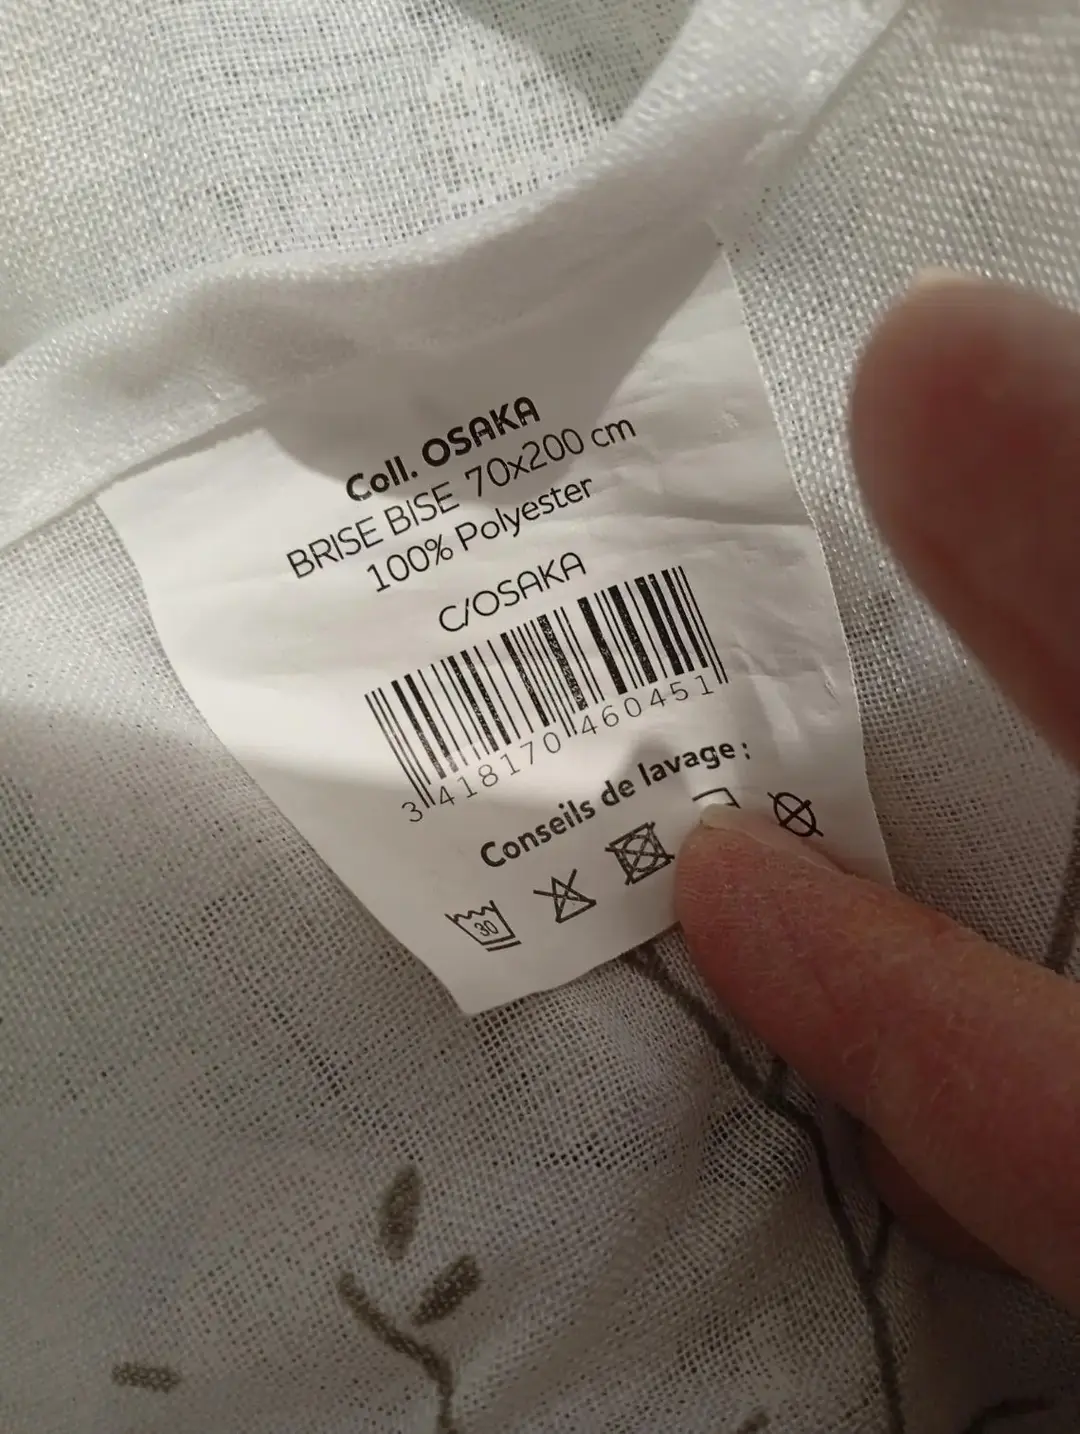 Coll. OSAKA
BRISE BISE 70x200 cm
100% Polyester
C/OSAKA
3 418170 460451
Conseils de lavage :
30